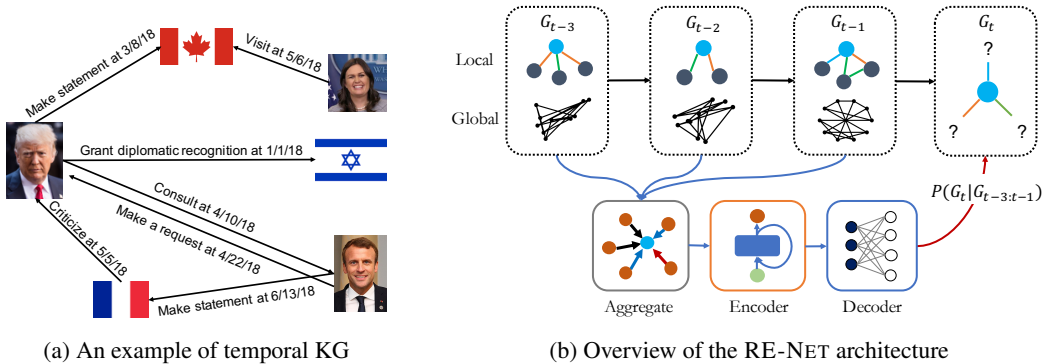 Make statement at 3/8/18
Visit at 5/6/18
Grant diplomatic recognition at 1/1/18
Consult at 4/10/18
Make a request at 4/22/18
Criticize at 5/5/18
Make statement at 6/13/18
(a) An example of temporal KG
G_{t-3}
G_{t-2}
G_{t-1}
G_t
Local
Global
?
?
?
P(G_t|G_{t-3:t-1})
Aggregate
Encoder
Decoder
(b) Overview of the RE-NET architecture